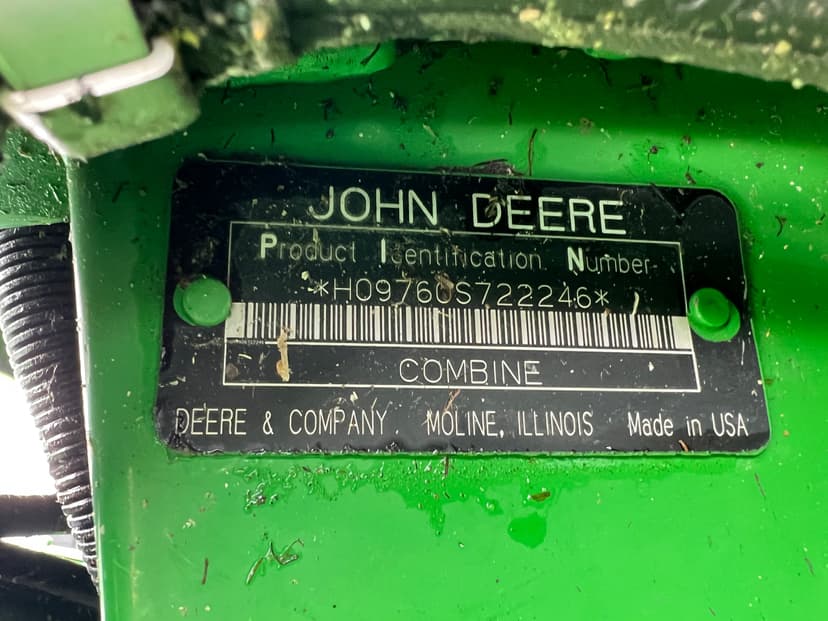 JOHN DEERE
Product Identification Number
*H09760S722246*
COMBINE
DEERE & COMPANY MOLINE, ILLINOIS Made in USA